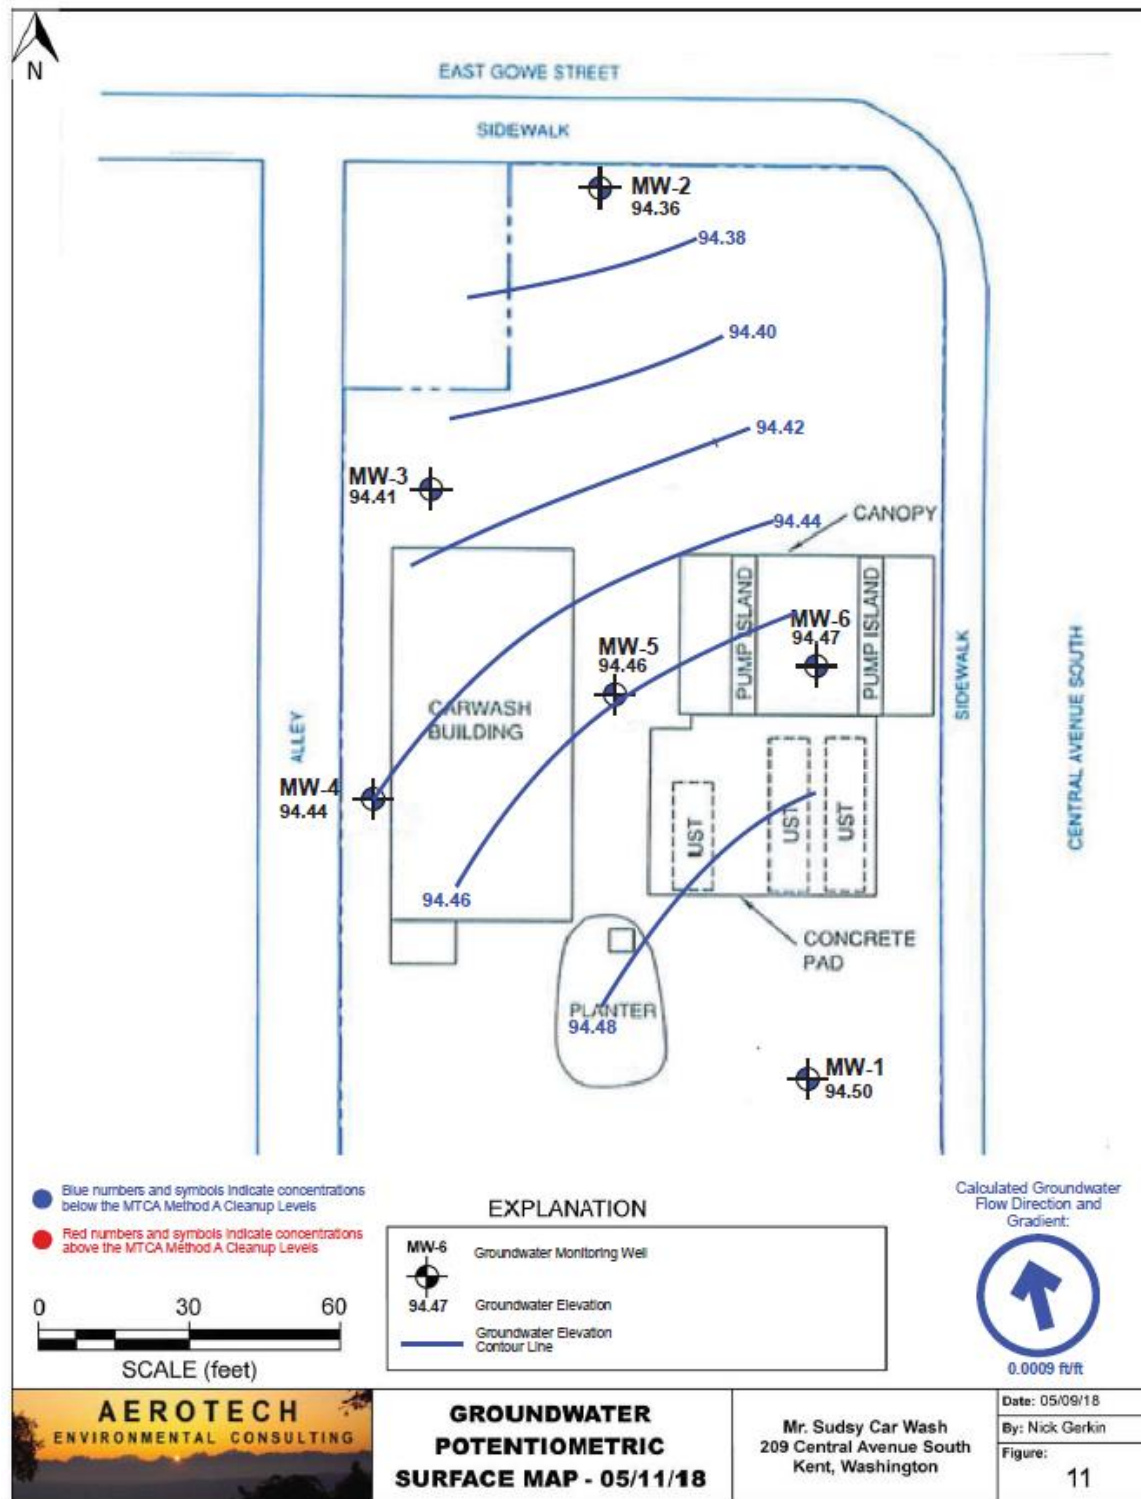 N
EAST GOWE STREET
SIDEWALK
MW-2
94.36
94.38
94.40
94.42
MW-3
94.41
94.44
CANOPY
PUMP ISLAND
PUMP ISLAND
MW-6
94.47
MW-5
94.46
SIDEWALK
CENTRAL AVENUE SOUTH
ALLEY
CARWASH
BUILDING
MW-4
94.44
UST
UST
UST
94.46
CONCRETE
PAD
PLANTER
94.48
MW-1
94.50
Blue numbers and symbols indicate concentrations
below the MTCA Method A Cleanup Levels
Red numbers and symbols indicate concentrations
above the MTCA Method A Cleanup Levels
0 30 60
SCALE (feet)
EXPLANATION
MW-6
Groundwater Monitoring Well
94.47
Groundwater Elevation
Groundwater Elevation
Contour Line
Calculated Groundwater
Flow Direction and
Gradient:
0.0009 ft/ft
AEROTECH
ENVIRONMENTAL CONSULTING
GROUNDWATER
POTENTIOMETRIC
SURFACE MAP - 05/11/18
Mr. Sudsy Car Wash
209 Central Avenue South
Kent, Washington
Date: 05/09/18
By: Nick Gerkin
Figure:
11